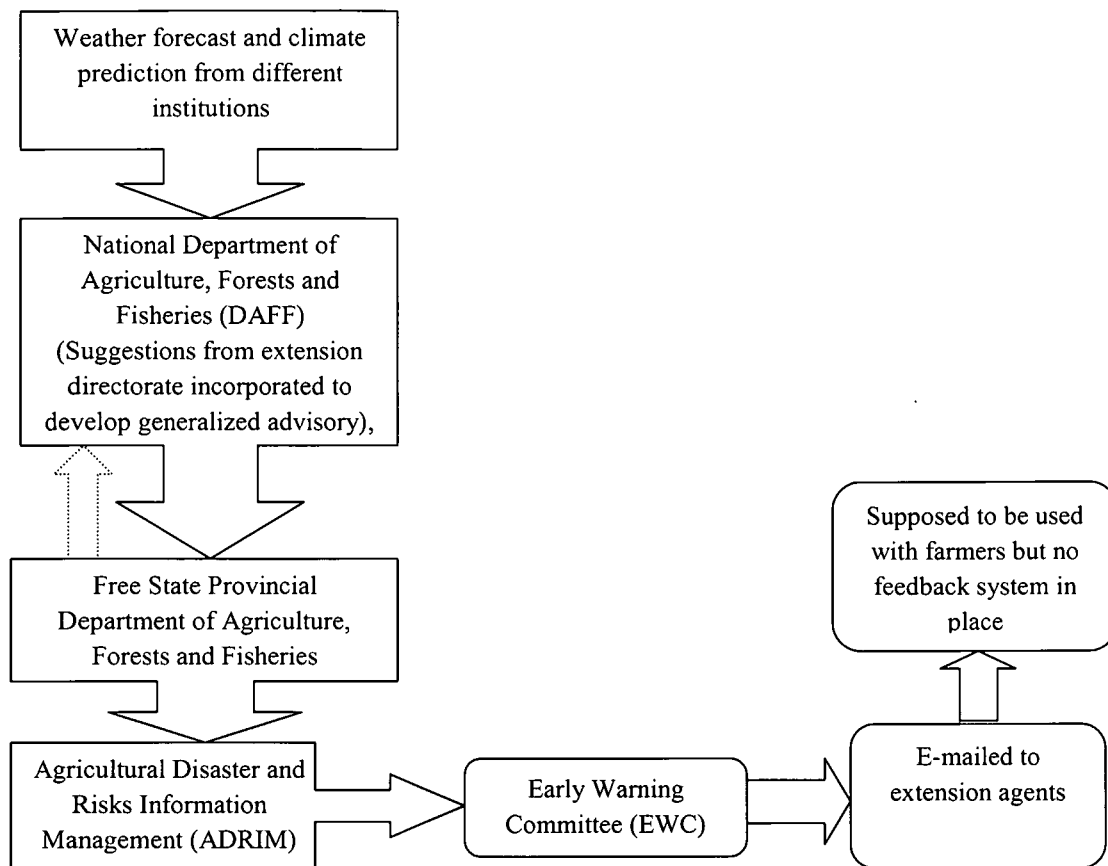 Weather forecast and climate
prediction from different
institutions
National Department of
Agriculture, Forests and
Fisheries (DAFF)
(Suggestions from extension
directorate incorporated to
develop generalized advisory),
Free State Provincial
Department of Agriculture,
Forests and Fisheries
Agricultural Disaster and
Risks Information
Management (ADRIM)
Early Warning
Committee (EWC)
E-mailed to
extension agents
Supposed to be used
with farmers but no
feedback system in
place